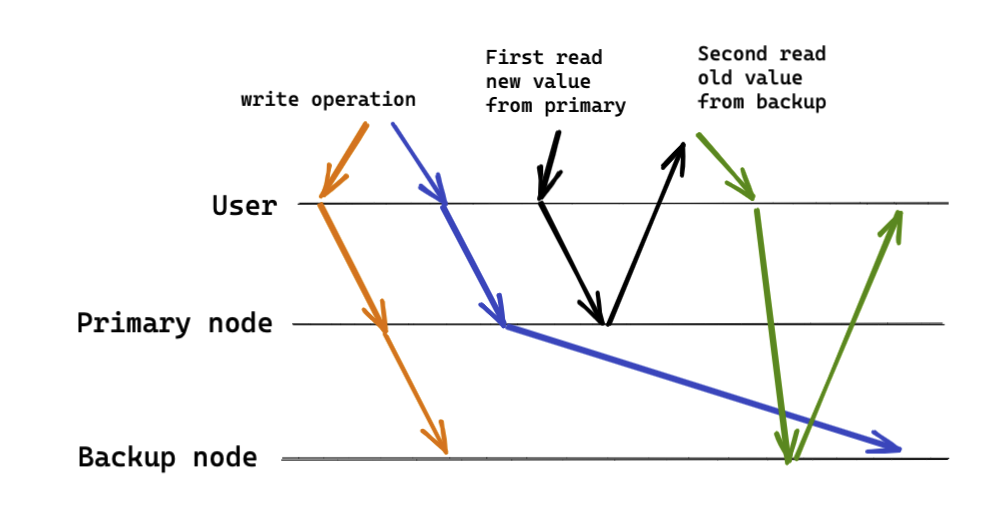 write operation
First read
new value
from primary
Second read
old value
from backup
User
Primary node
Backup node